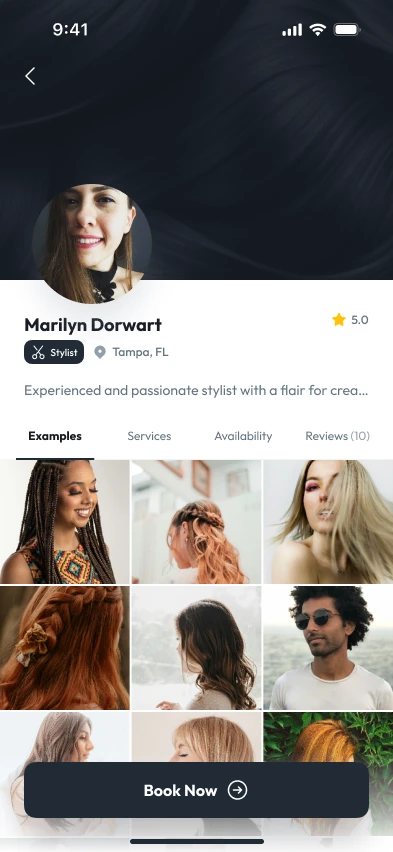 9:41
Marilyn Dorwart
5.0
Stylist
Tampa, FL
Experienced and passionate stylist with a flair for crea...
Examples Services Availability Reviews (10)
Book Now